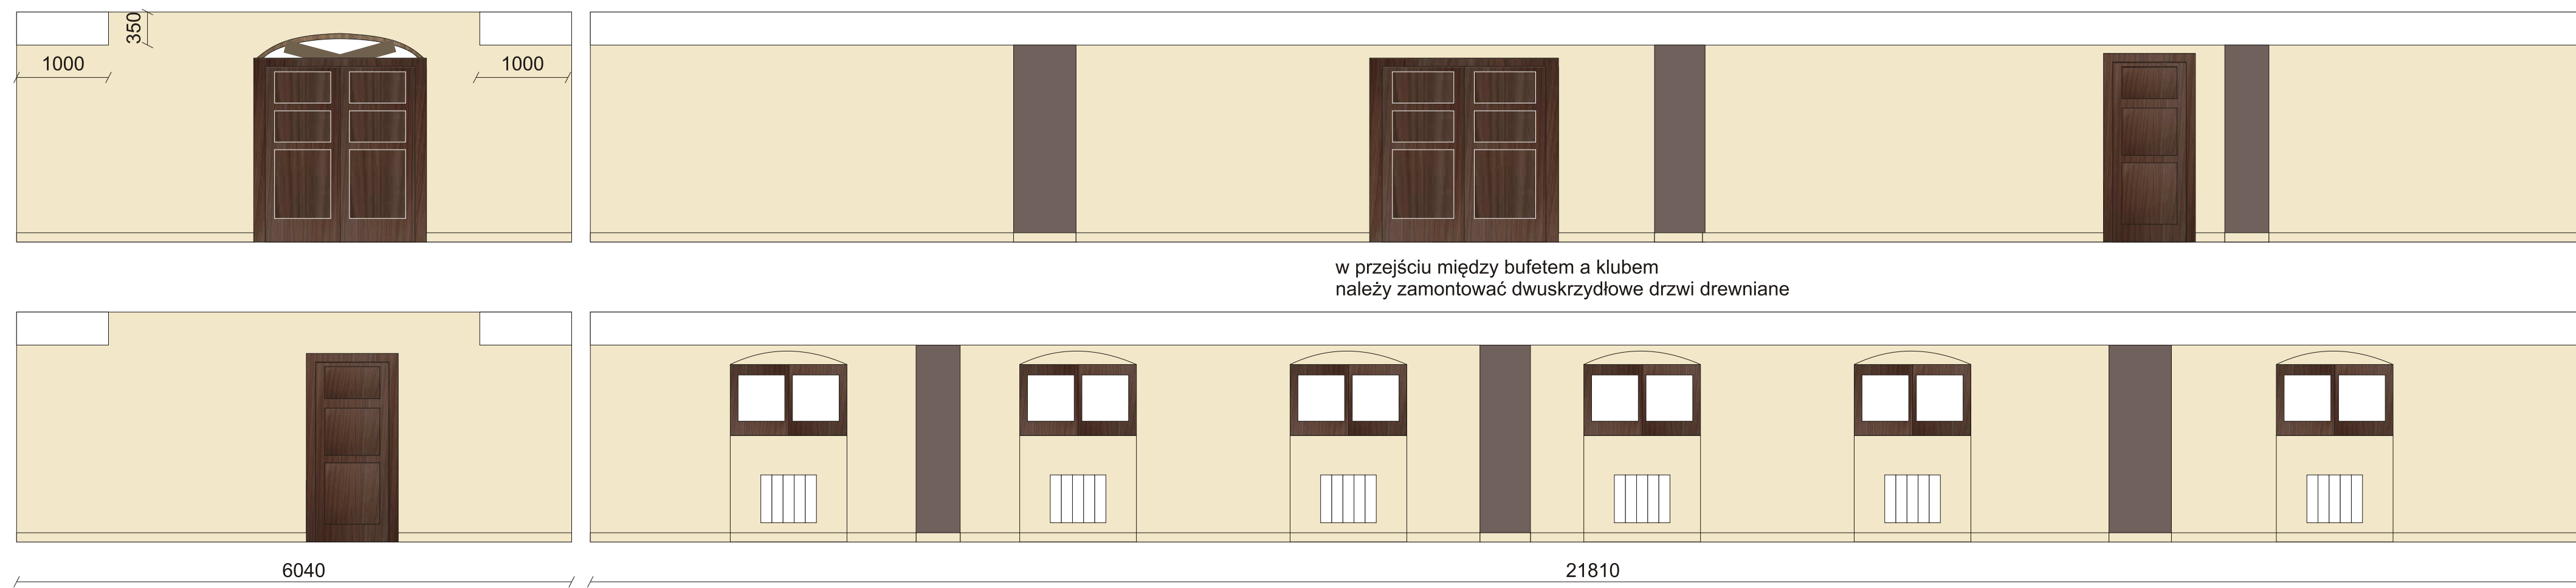 350
1000
1000
w przejściu między bufetem a klubem
należy zamontować dwuskrzydłowe drzwi drewniane
6040
21810